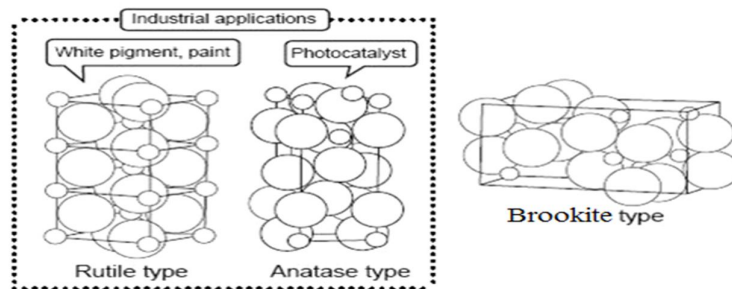 Industrial applications
White pigment, paint
Photocatalyst
Rutile type
Anatase type
Brookite type